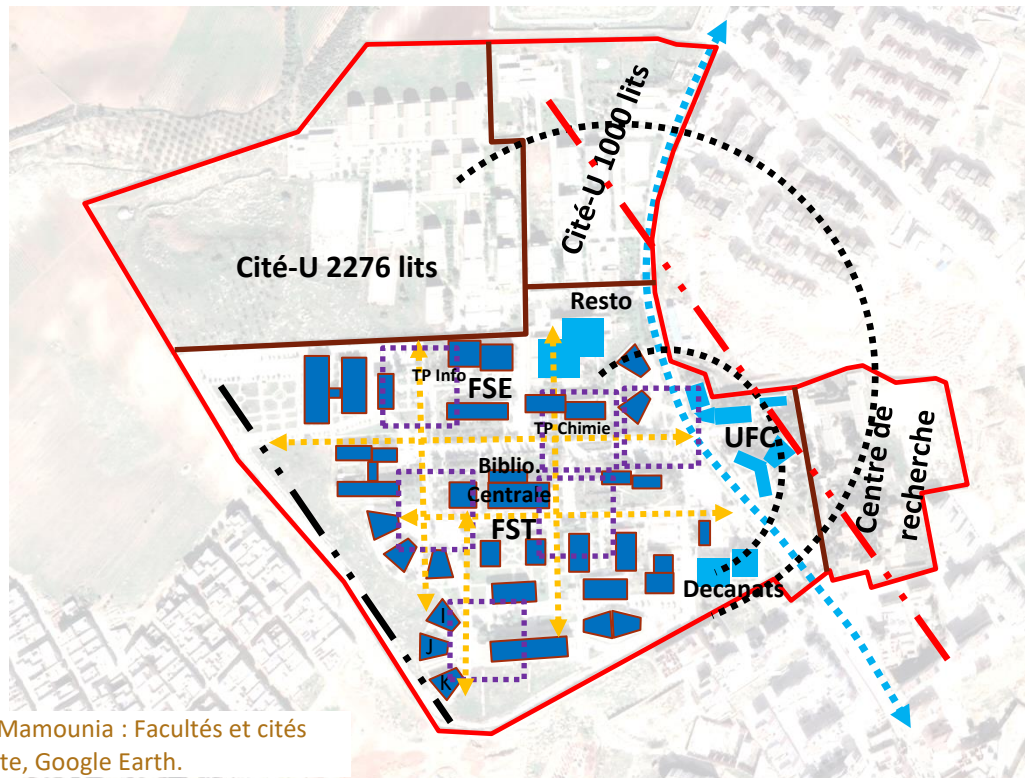 Cité-U 1000 lits
Cité-U 2276 lits
Resto
TP Info
FSE
TP Chimie
UFC
Centre de
recherche
Biblio.
Centrale
FST
Decanats
I
J
K
Mamounia : Facultés et cités
te, Google Earth.